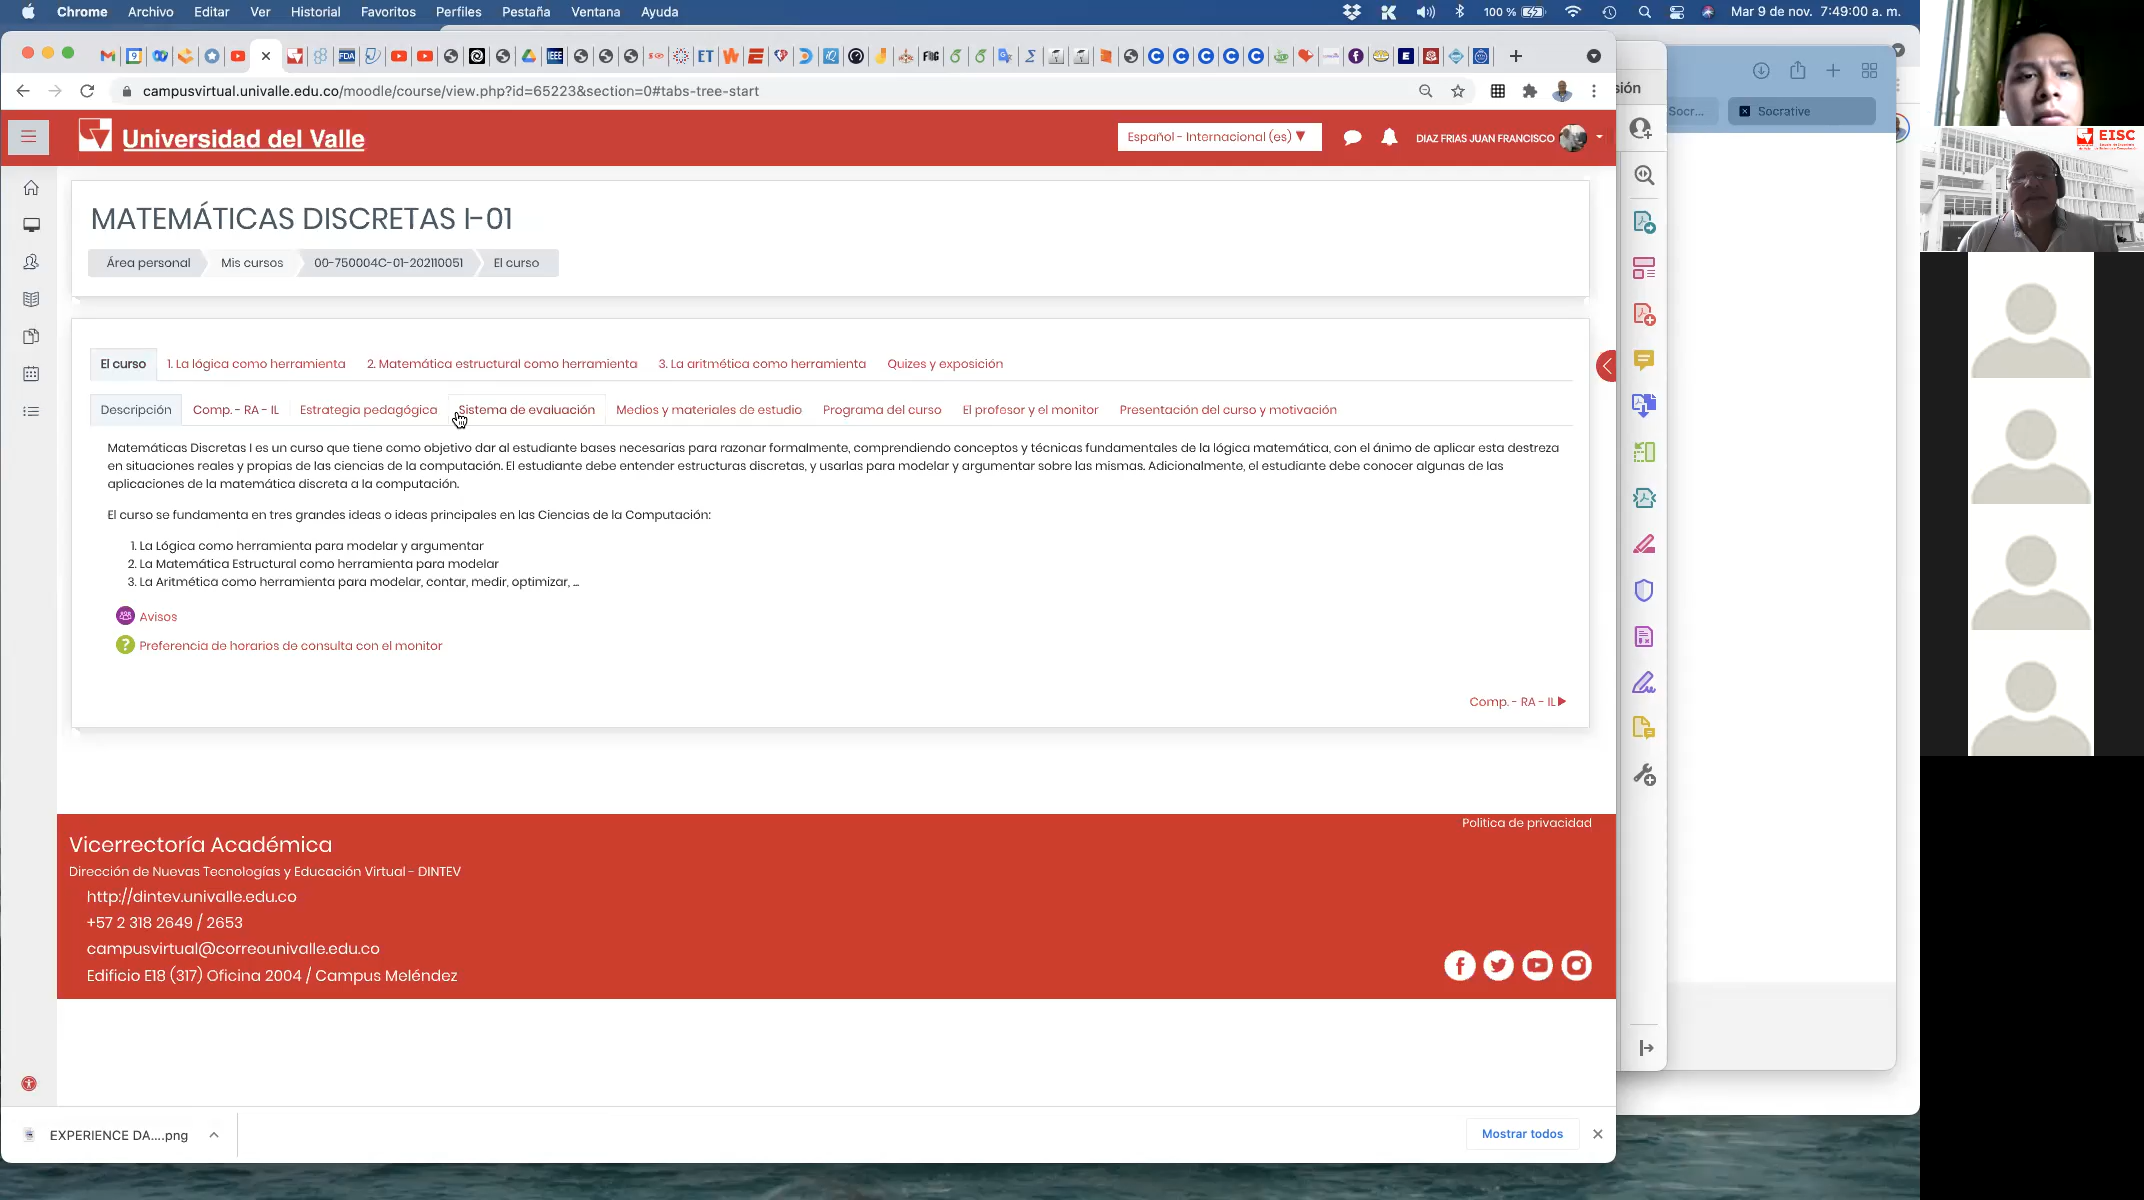 Chrome Archivo Editar Ver Historial Favoritos Perfiles Pestaña Ventana Ayuda
100 % Mar 9 de nov. 7:49:00 a. m.
campusvirtual.univalle.edu.co/moodle/course/view.php?id=65223&section=0#tabs-tree-start
sión
Socr...
Socrative
EISC
Universidad del Valle
Español - Internacional (es) ▼
DIAZ FRIAS JUAN FRANCISCO
MATEMÁTICAS DISCRETAS I-01
Área personal
Mis cursos
00-750004C-01-202110051
El curso
El curso
1. La lógica como herramienta
2. Matemática estructural como herramienta
3. La aritmética como herramienta
Quizes y exposición
Descripción
Comp. - RA - IL
Estrategia pedagógica
Sistema de evaluación
Medios y materiales de estudio
Programa del curso
El profesor y el monitor
Presentación del curso y motivación
Matemáticas Discretas I es un curso que tiene como objetivo dar al estudiante bases necesarias para razonar formalmente, comprendiendo conceptos y técnicas fundamentales de la lógica matemática, con el ánimo de aplicar esta destreza
en situaciones reales y propias de las ciencias de la computación. El estudiante debe entender estructuras discretas, y usarlas para modelar y argumentar sobre las mismas. Adicionalmente, el estudiante debe conocer algunas de las
aplicaciones de la matemática discreta a la computación.
El curso se fundamenta en tres grandes ideas o ideas principales en las Ciencias de la Computación:
1. La Lógica como herramienta para modelar y argumentar
2. La Matemática Estructural como herramienta para modelar
3. La Aritmética como herramienta para modelar, contar, medir, optimizar, ...
Avisos
Preferencia de horarios de consulta con el monitor
Comp. - RA - IL
Política de privacidad
Vicerrectoría Académica
Dirección de Nuevas Tecnologías y Educación Virtual - DINTEV
http://dintev.univalle.edu.co
+57 2 318 2649 / 2653
campusvirtual@correounivalle.edu.co
Edificio E18 (317) Oficina 2004 / Campus Meléndez
EXPERIENCE DA....png
Mostrar todos